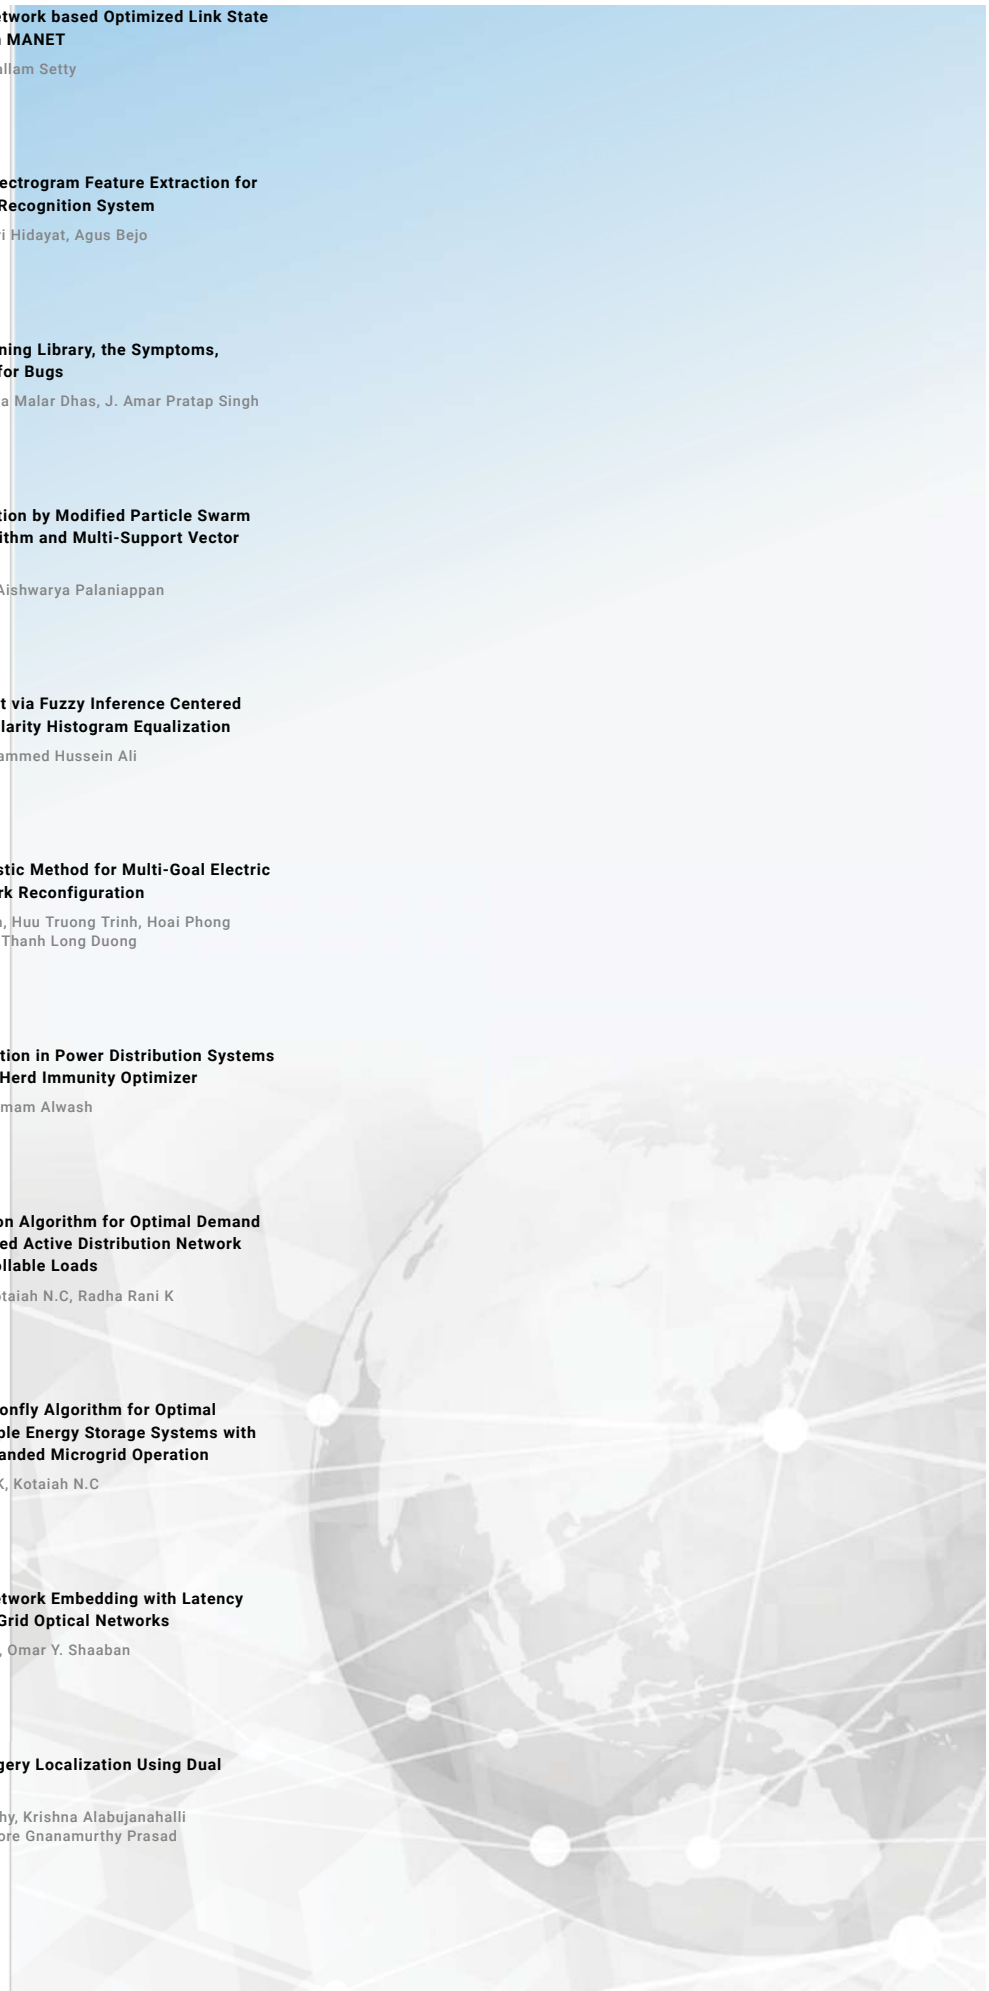 twork based Optimized Link State
MANET
allam Setty
ectrogram Feature Extraction for
Recognition System
ri Hidayat, Agus Bejo
ning Library, the Symptoms,
for Bugs
a Malar Dhas, J. Amar Pratap Singh
tion by Modified Particle Swarm
ithm and Multi-Support Vector
Aishwarya Palaniappan
t via Fuzzy Inference Centered
larity Histogram Equalization
ammed Hussein Ali
stic Method for Multi-Goal Electric
rk Reconfiguration
, Huu Truong Trinh, Hoai Phong
Thanh Long Duong
tion in Power Distribution Systems
Herd Immunity Optimizer
mam Alwash
on Algorithm for Optimal Demand
ed Active Distribution Network
ollable Loads
otaiah N.C, Radha Rani K
onfly Algorithm for Optimal
ble Energy Storage Systems with
anded Microgrid Operation
K, Kotaiah N.C
etwork Embedding with Latency
Grid Optical Networks
, Omar Y. Shaaban
gery Localization Using Dual
hy, Krishna Alabujanahalli
ore Gnanamurthy Prasad